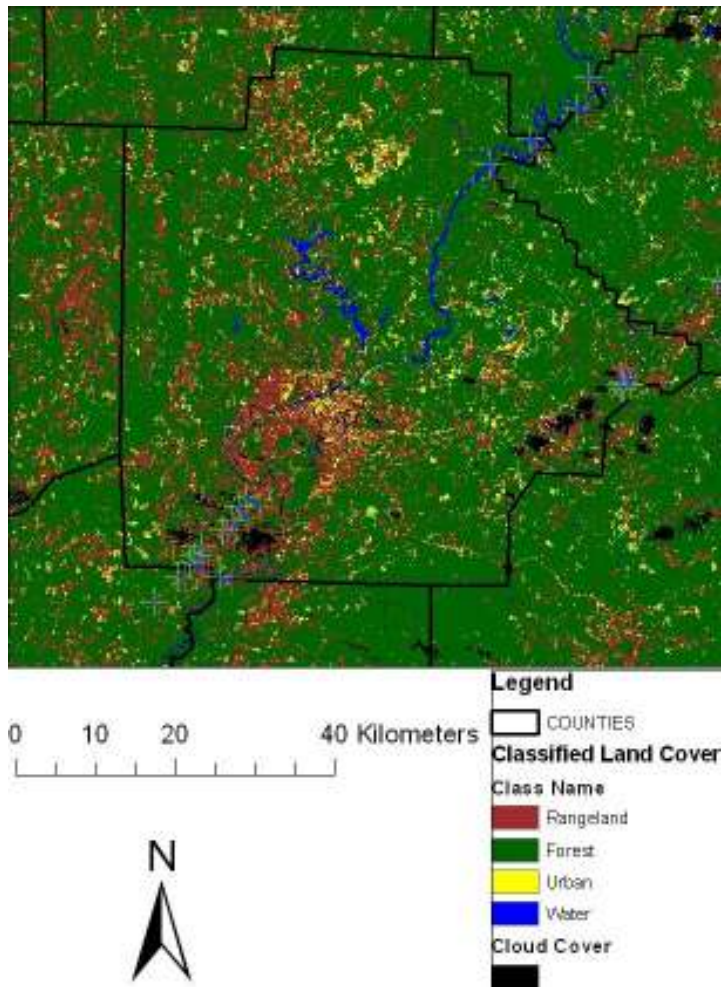 Legend
COUNTIES
0 10 20 40 Kilometers
Classified Land Cover
Class Name
Rangeland
Forest
Urban
Water
Cloud Cover
N